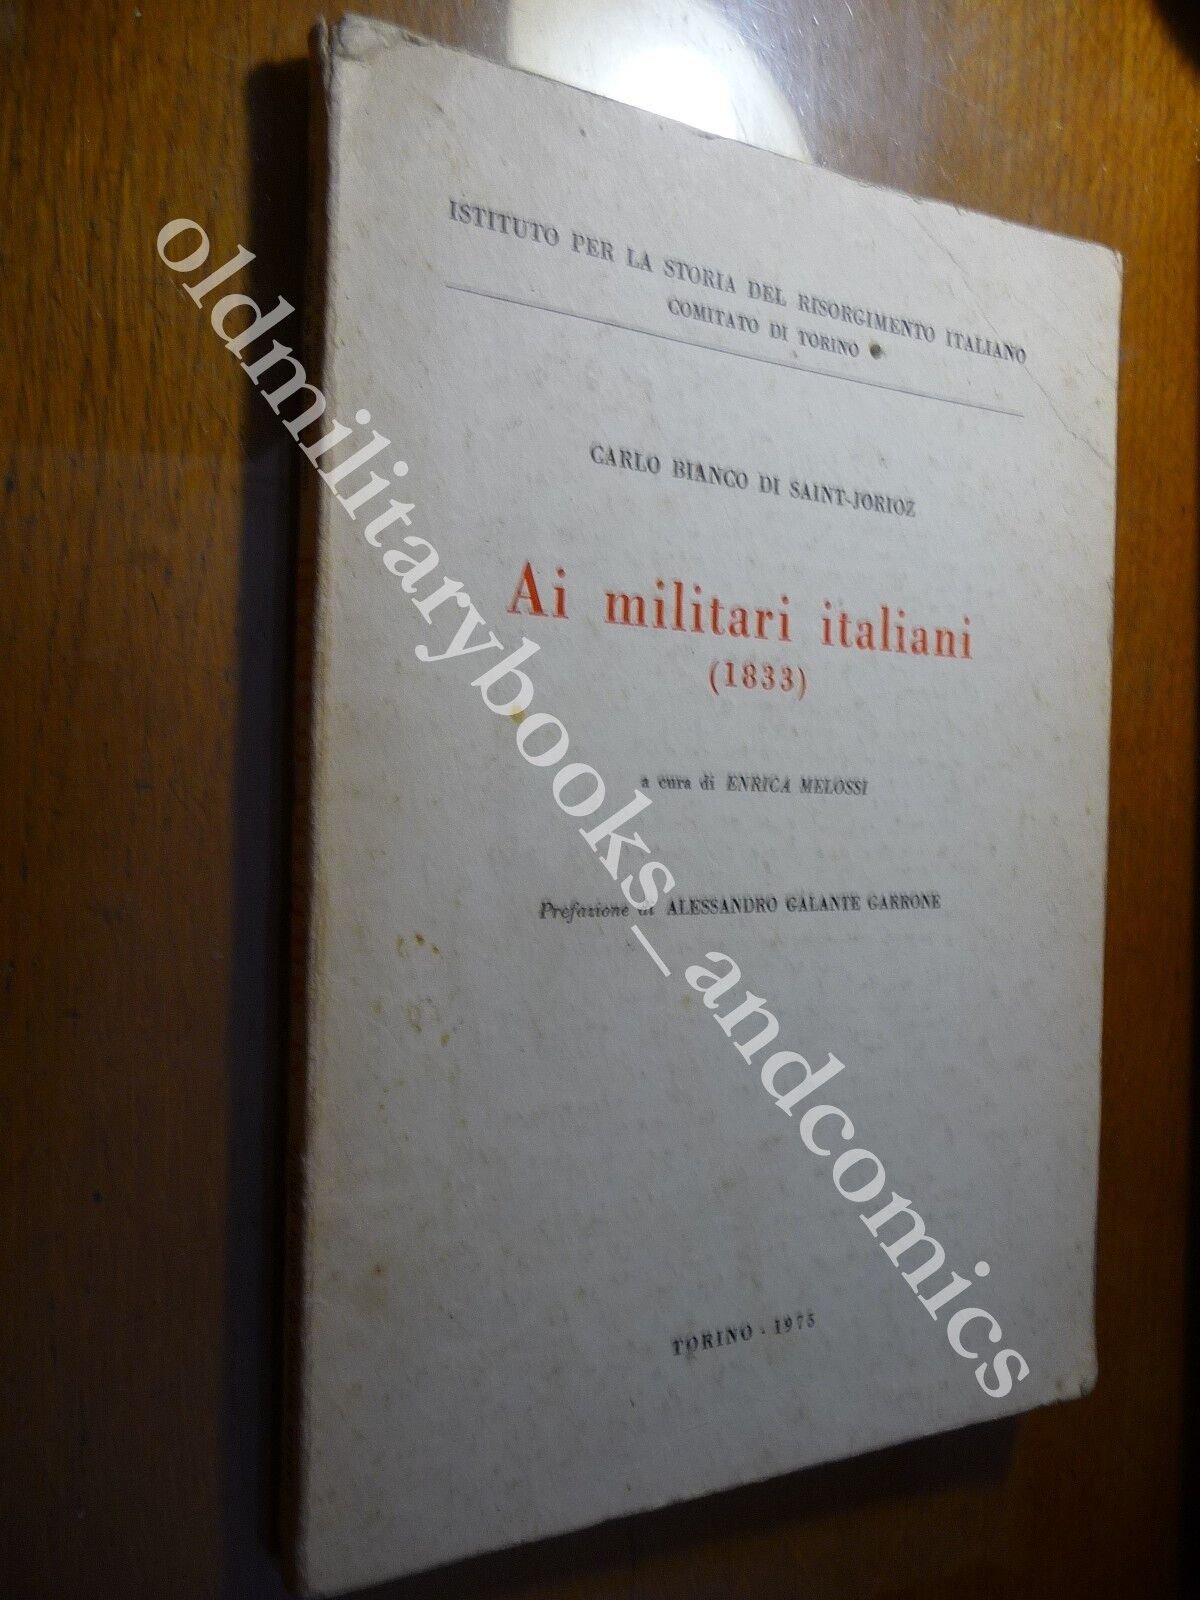 ISTITUTO PER LA STORIA DEL RISORGIMENTO ITALIANO
COMITATO DI TORINO
CARLO BIANCO DI SAINT-JORIOZ
Ai militari italiani
(1833)
a cura di ENRICA MELOSSI
Prefazione di ALESSANDRO GALANTE GARRONE
TORINO - 1975
oldmilitarybooks_andcomics